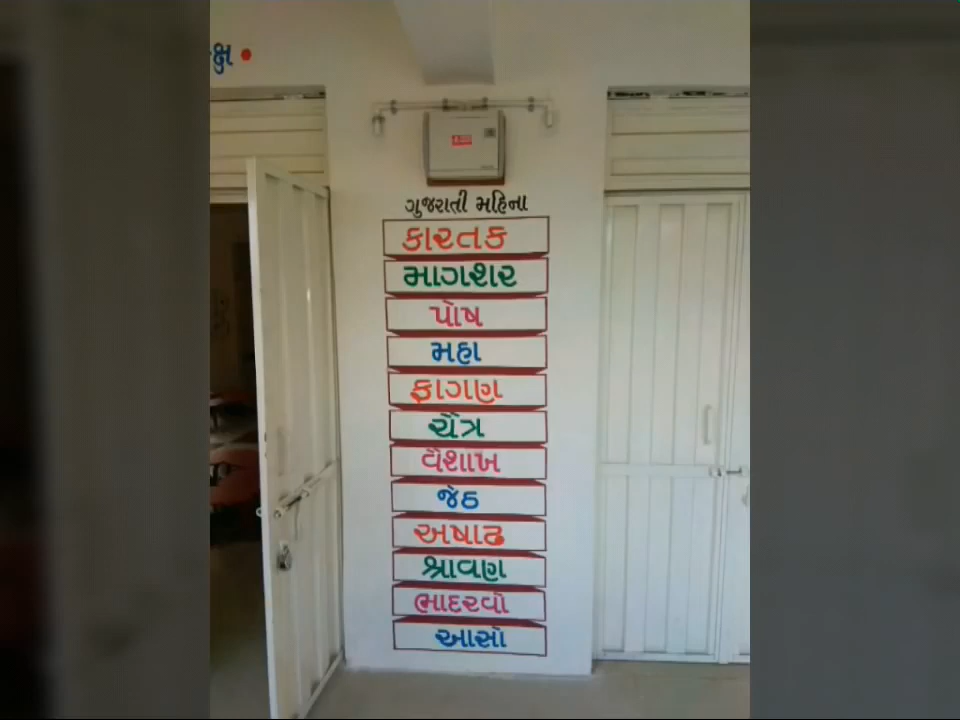 ગુજરાતી મહિના
કારતક
માગશર
પોષ
મહા
ફાગણ
ચૈત્ર
વૈશાખ
જેઠ
અષાઢ
શ્રાવણ
ભાદરવો
આસો